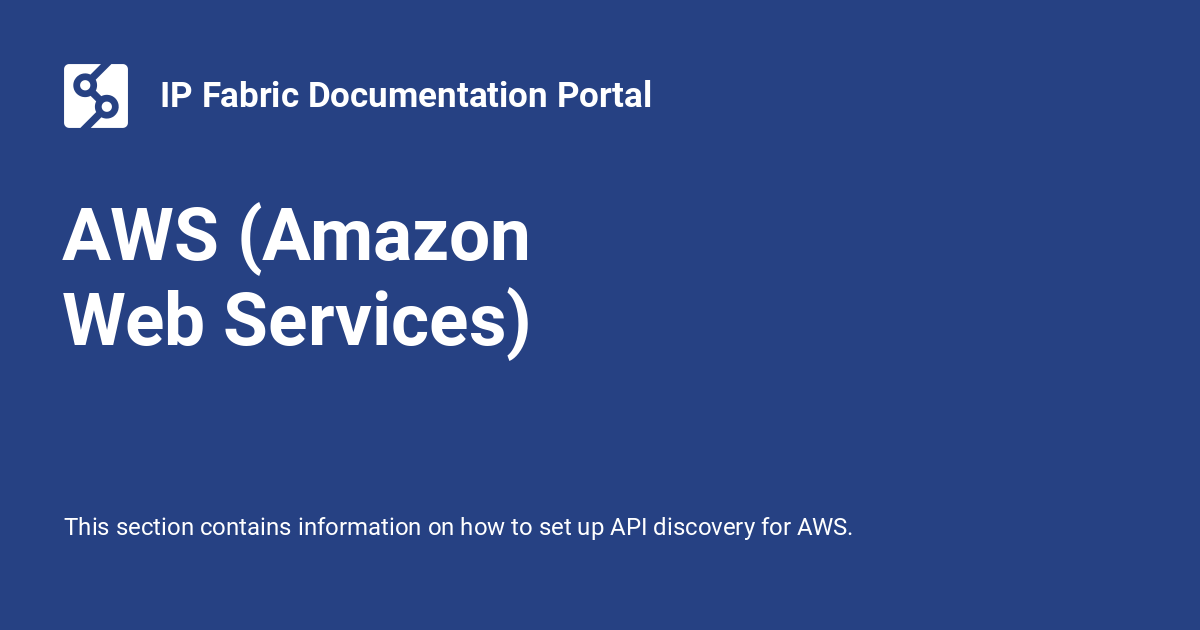 IP Fabric Documentation Portal
AWS (Amazon
Web Services)
This section contains information on how to set up API discovery for AWS.